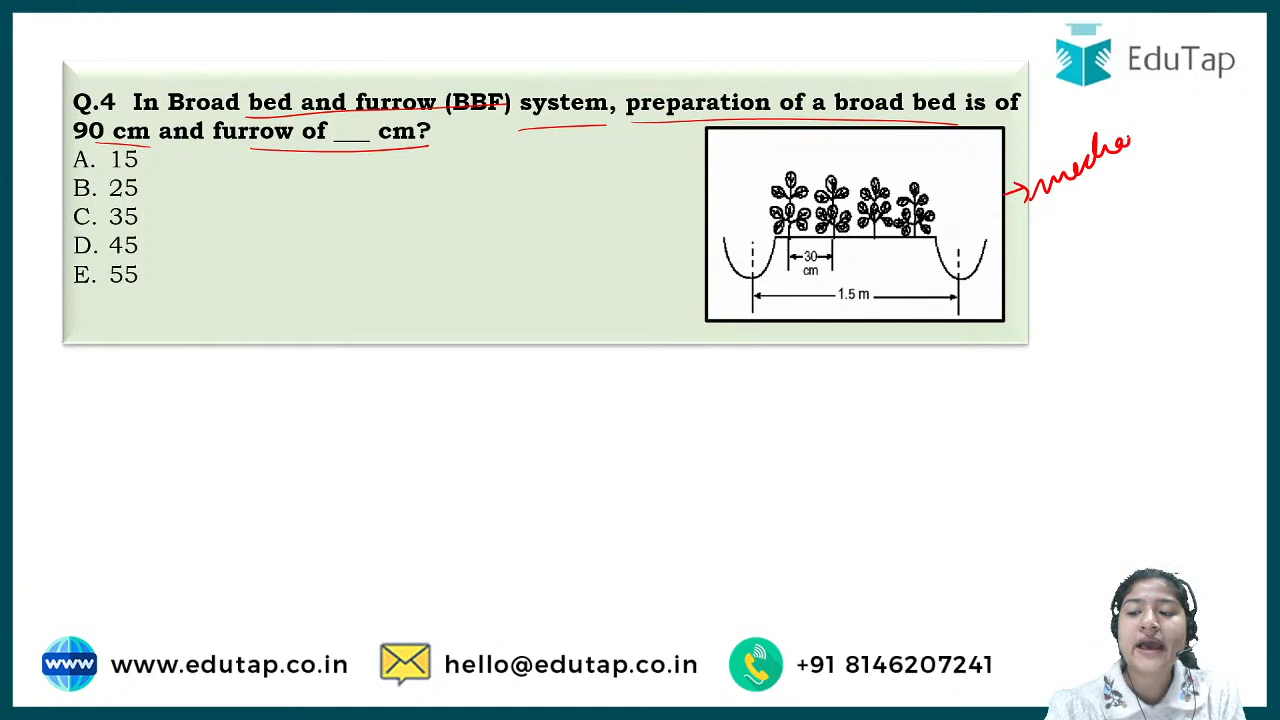 EduTap
Q.4 In Broad bed and furrow (BBF) system, preparation of a broad bed is of
90 cm and furrow of ___ cm?
A. 15
B. 25
C. 35
D. 45
E. 55
mecha
30
cm
1.5 m
www
www.edutap.co.in
hello@edutap.co.in
+91 8146207241